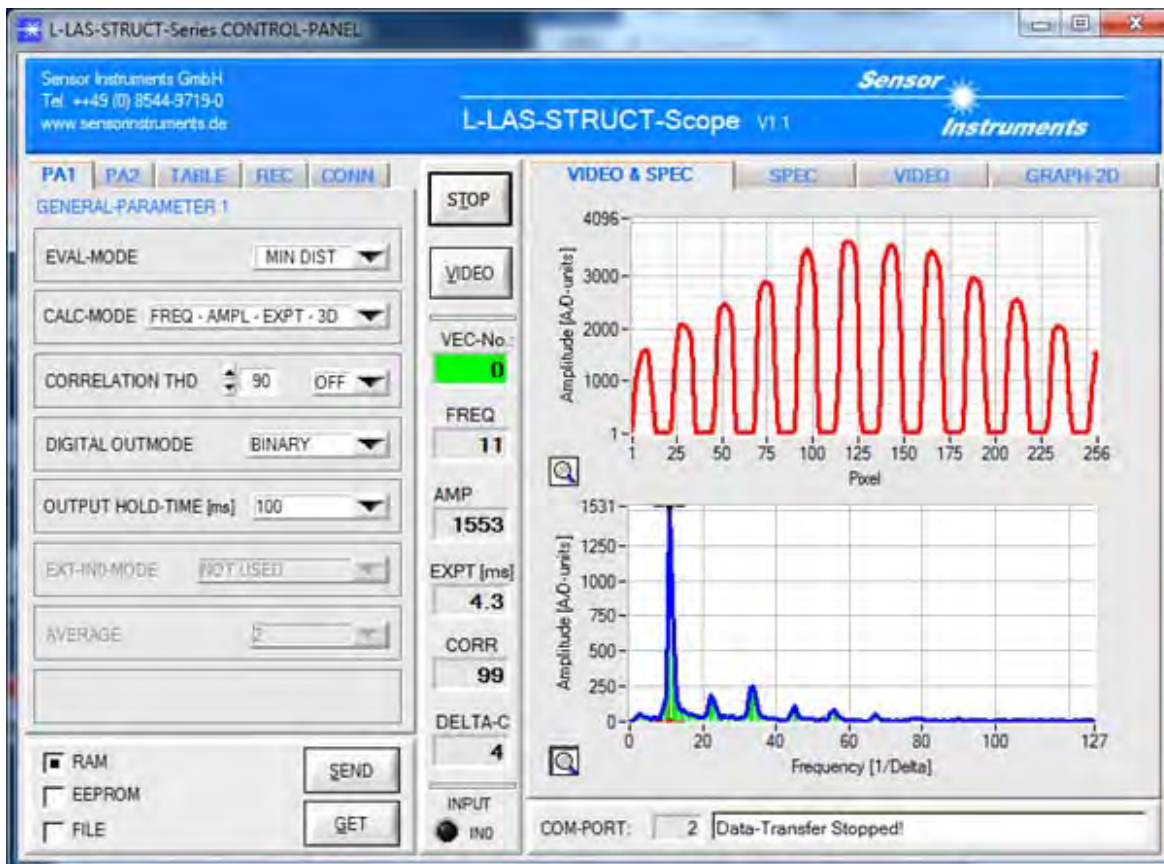 L-LAS-STRUCT-Series CONTROL-PANEL
Sensor Instruments GmbH
Tel. ++49 (0) 8544-9719-0
www.sensorinstruments.de
L-LAS-STRUCT-Scope V1.1
Sensor
Instruments
PA1 PA2 TABLE REC CONN
GENERAL-PARAMETER 1
EVAL-MODE MIN DIST
CALC-MODE FREQ - AMPL - EXPT - 3D
CORRELATION THD 90 OFF
DIGITAL OUTMODE BINARY
OUTPUT HOLD-TIME [ms] 100
EXT-IN0-MODE NOT USED
AVERAGE 2
RAM
EEPROM
FILE
SEND
GET
STOP
VIDEO
VEC-No.:
0
FREQ
11
AMP
1553
EXPT [ms]
4.3
CORR
99
DELTA-C
4
INPUT
IN0
VIDEO & SPEC SPEC VIDEO GRAPH-2D
Amplitude [A/D-units]
4096
3000
2000
1000
1
1 25 50 75 100 125 150 175 200 225 256
Pixel
Amplitude [A/D-units]
1531
1250
1000
750
500
250
0
0 20 40 60 80 100 127
Frequency [1/Delta]
COM-PORT: 2 Data-Transfer Stopped!